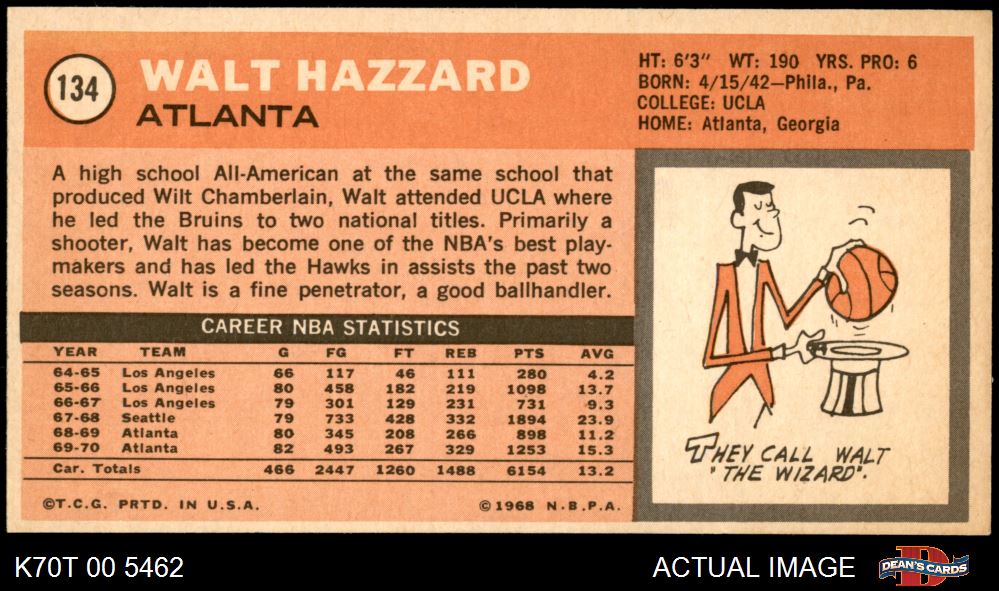 134
WALT HAZZARD
ATLANTA
HT: 6'3" WT: 190 YRS. PRO: 6
BORN: 4/15/42—Phila., Pa.
COLLEGE: UCLA
HOME: Atlanta, Georgia
A high school All-American at the same school that
produced Wilt Chamberlain, Walt attended UCLA where
he led the Bruins to two national titles. Primarily a
shooter, Walt has become one of the NBA's best play-
makers and has led the Hawks in assists the past two
seasons. Walt is a fine penetrator, a good ballhandler.
CAREER NBA STATISTICS
YEAR TEAM G FG FT REB PTS AVG
64-65 Los Angeles 66 117 46 111 280 4.2
65-66 Los Angeles 80 458 182 219 1098 13.7
66-67 Los Angeles 79 301 129 231 731 9.3
67-68 Seattle 79 733 428 332 1894 23.9
68-69 Atlanta 80 345 208 266 898 11.2
69-70 Atlanta 82 493 267 329 1253 15.3
Car. Totals 466 2447 1260 1488 6154 13.2
©T.C.G. PRTD. IN U.S.A. ©1968 N.B.P.A.
THEY CALL WALT
"THE WIZARD".
K70T 00 5462 ACTUAL IMAGE
D
DEAN'S CARDS